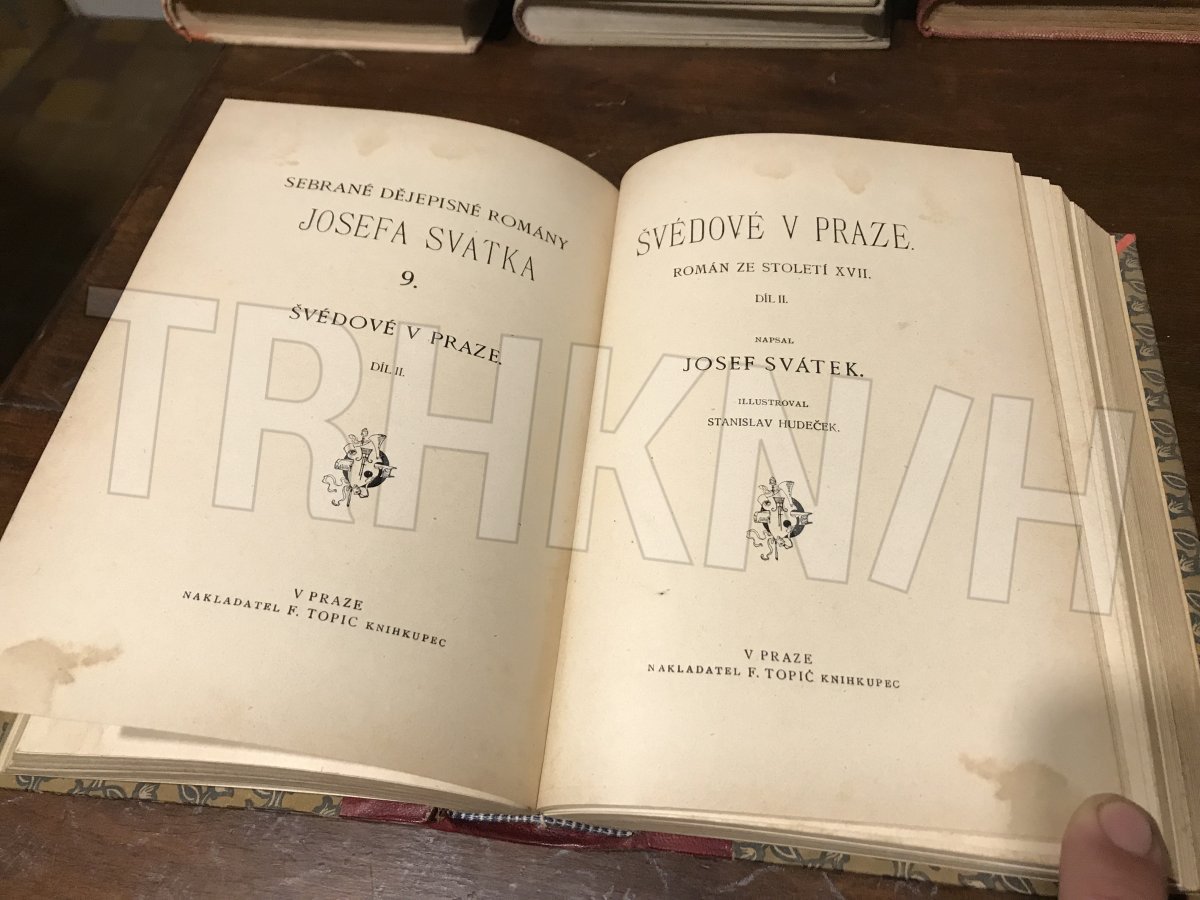 SEBRANÉ DĚJEPISNÉ ROMÁNY
JOSEFA SVÁTKA
9.
ŠVÉDOVÉ V PRAZE.
DÍL II.
V PRAZE
NAKLADATEL F. TOPIČ KNIHKUPEC
ŠVÉDOVÉ V PRAZE.
ROMÁN ZE STOLETÍ XVII.
DÍL II.
NAPSAL
JOSEF SVÁTEK.
ILLUSTROVAL
STANISLAV HUDEČEK.
V PRAZE
NAKLADATEL F. TOPIČ KNIHKUPEC
TRHKN/H